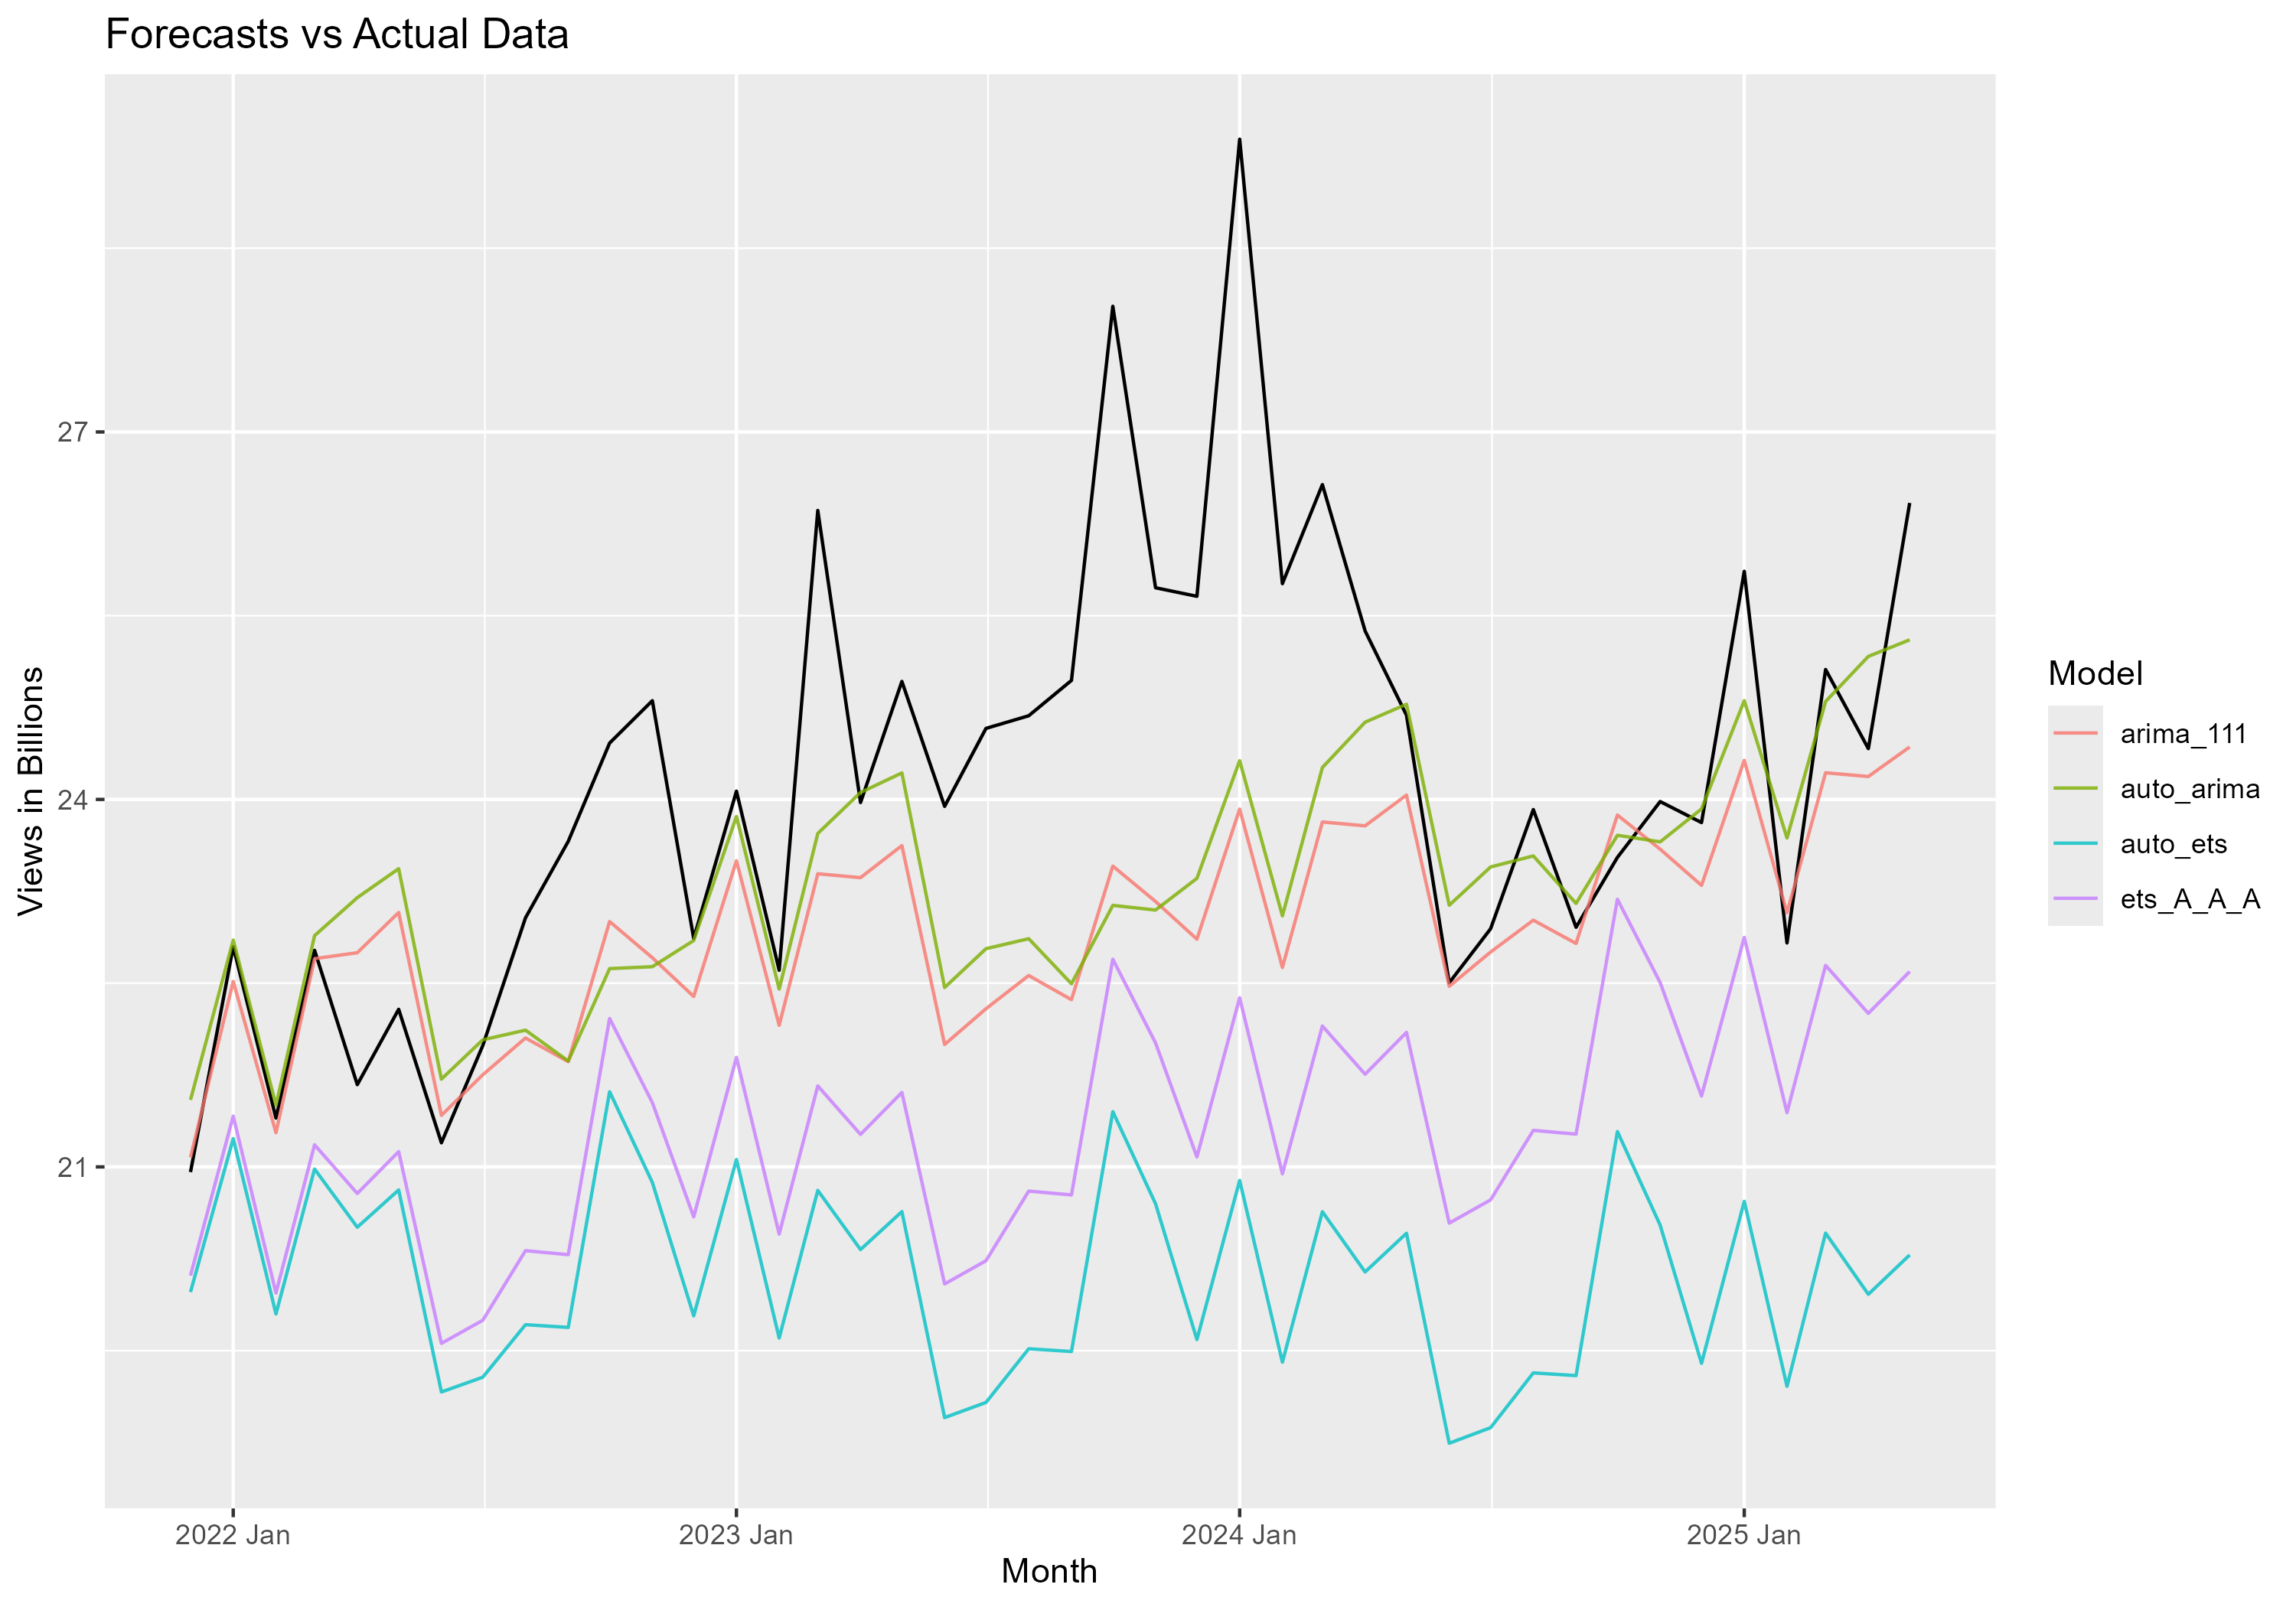 Forecasts vs Actual Data
Views in Billions
27
24
21
2022 Jan
2023 Jan
2024 Jan
2025 Jan
Month
Model
arima_111
auto_arima
auto_ets
ets_A_A_A